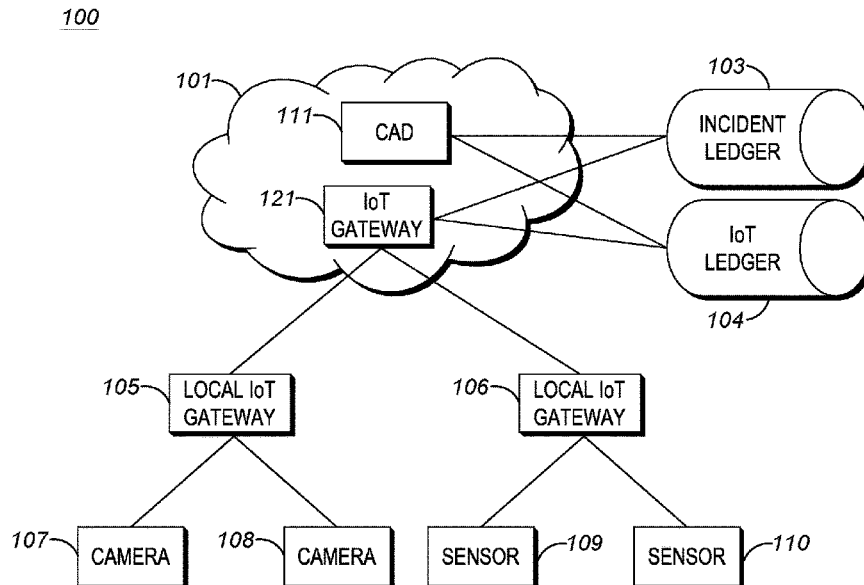 100
101
111
CAD
103
INCIDENT
LEDGER
121
IoT
GATEWAY
IoT
LEDGER
104
105
LOCAL IoT
GATEWAY
106
LOCAL IoT
GATEWAY
107
CAMERA
108
CAMERA
SENSOR
109
SENSOR
110